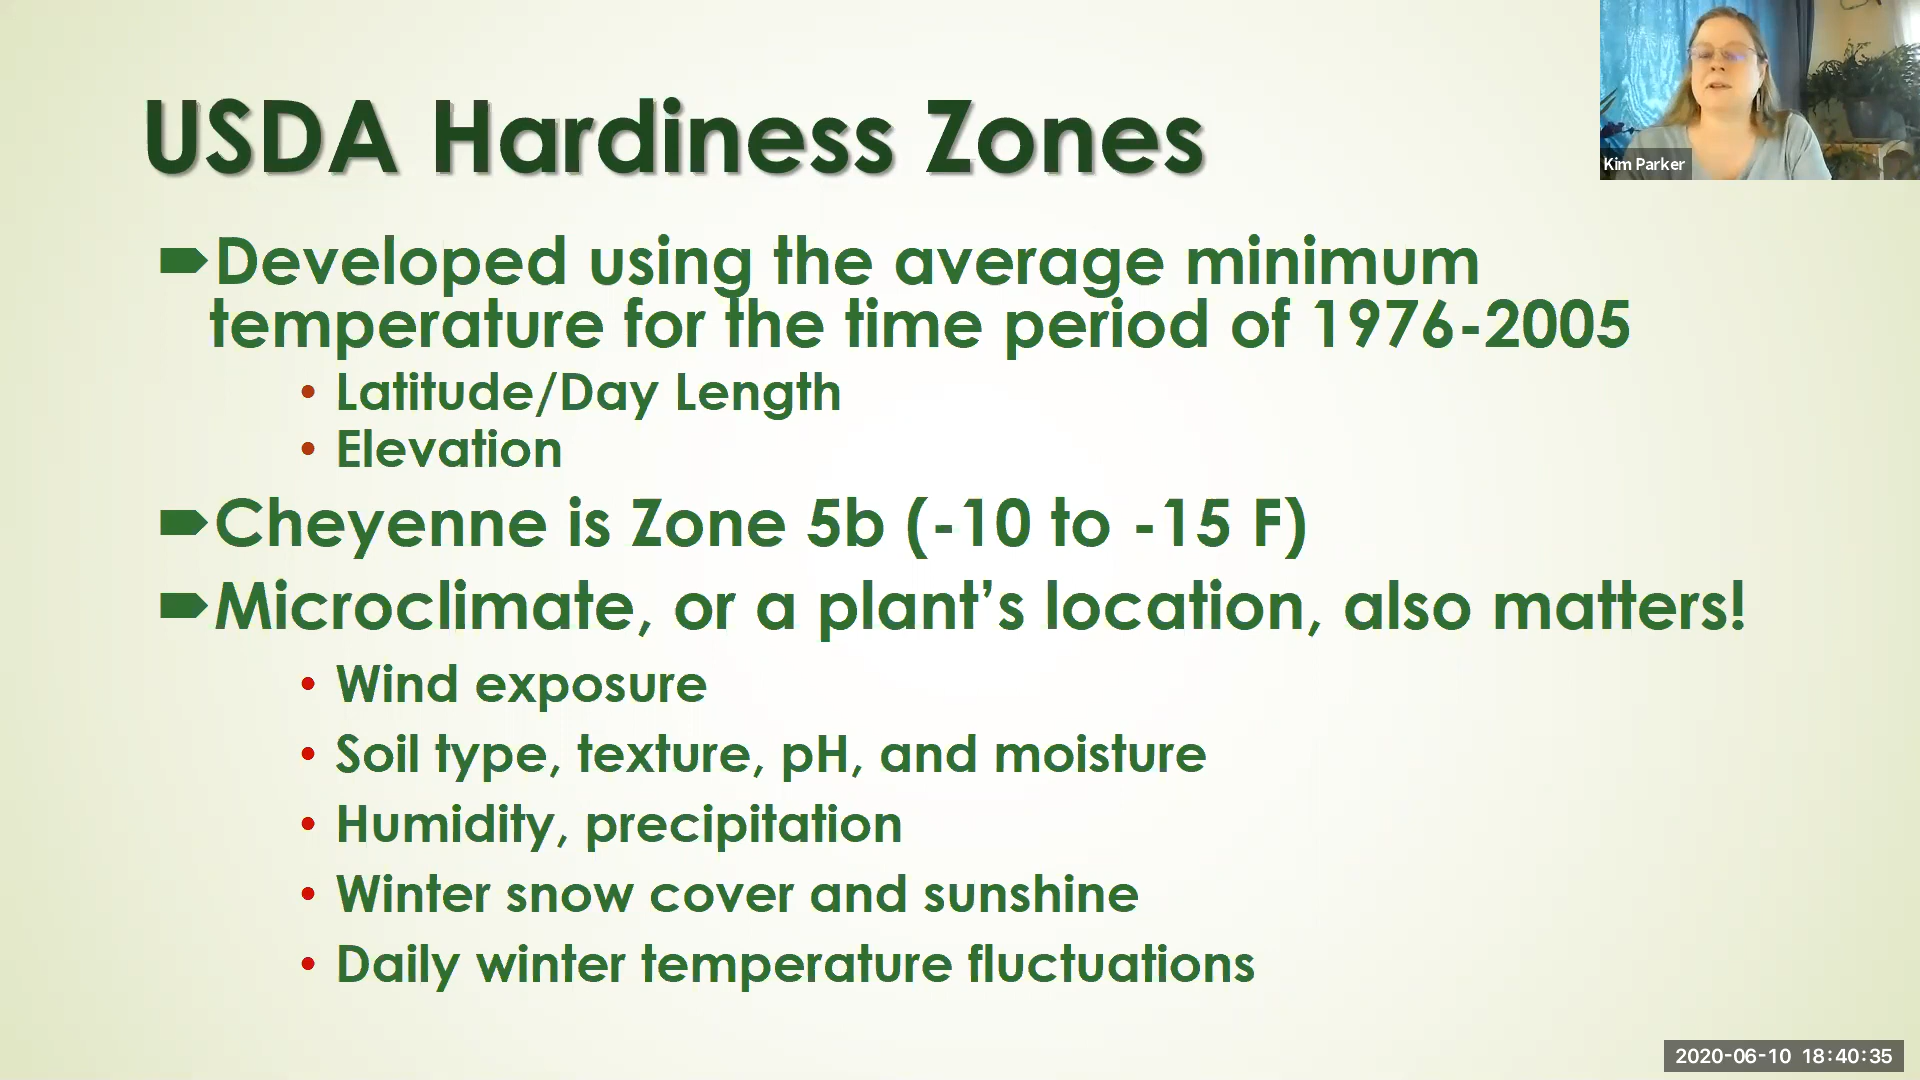 USDA Hardiness Zones
Developed using the average minimum
temperature for the time period of 1976-2005
• Latitude/Day Length
• Elevation
Cheyenne is Zone 5b (-10 to -15 F)
Microclimate, or a plant’s location, also matters!
• Wind exposure
• Soil type, texture, pH, and moisture
• Humidity, precipitation
• Winter snow cover and sunshine
• Daily winter temperature fluctuations
Kim Parker
2020-06-10 18:40:35